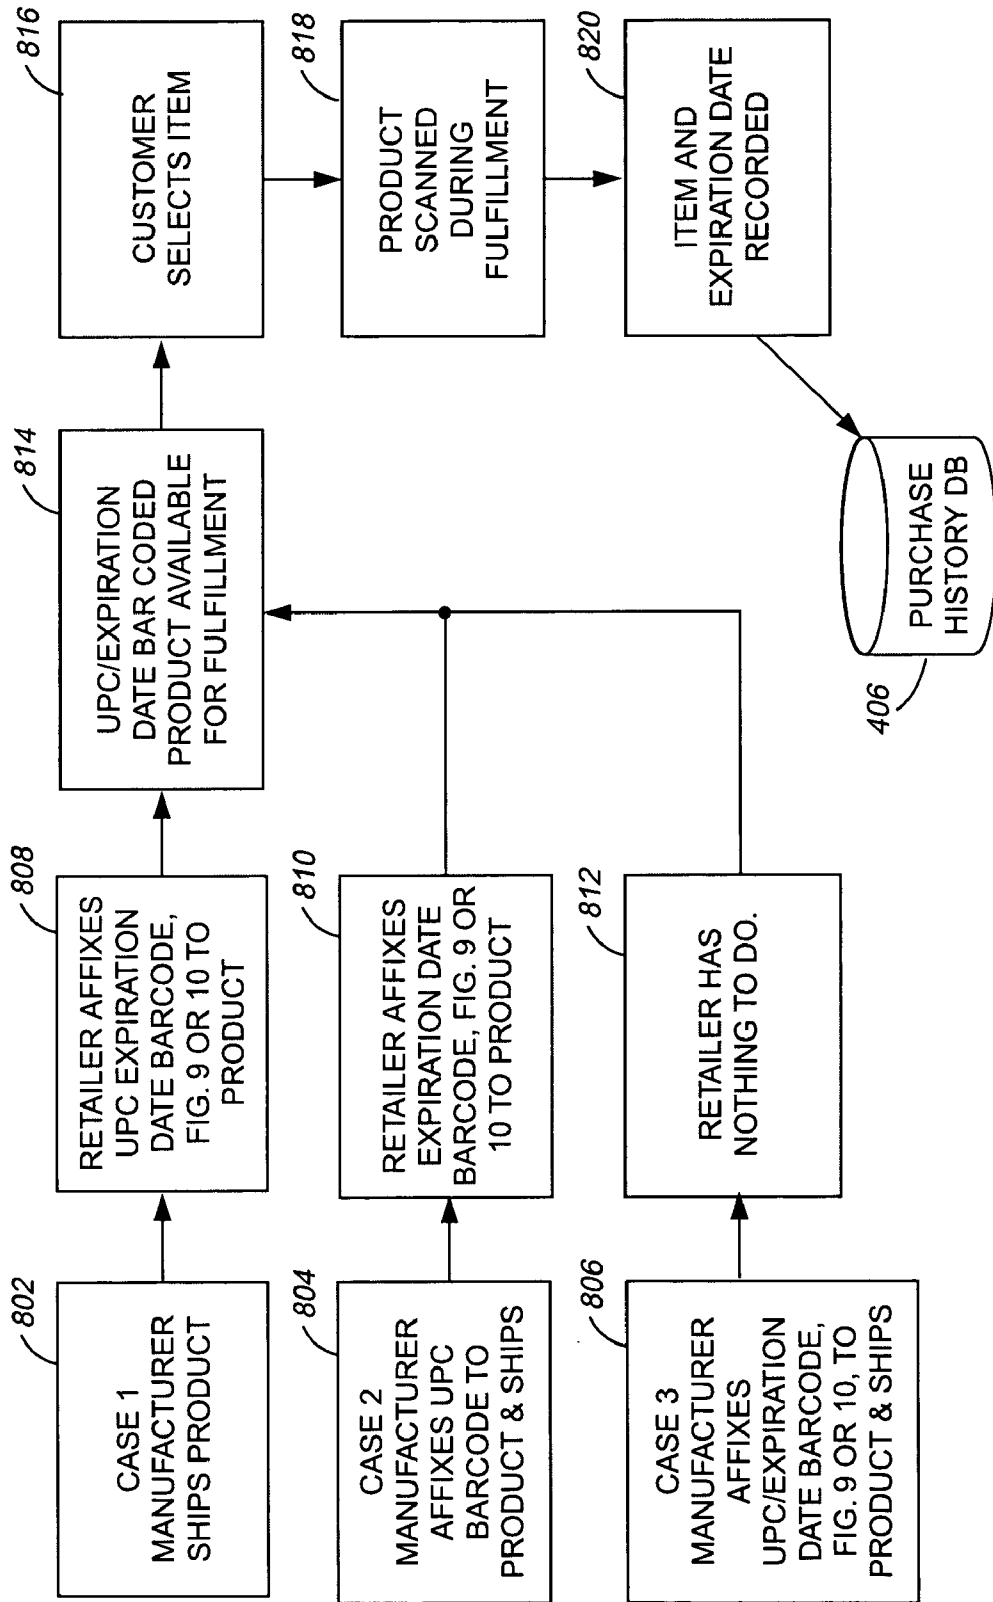 802
CASE 1
MANUFACTURER
SHIPS PRODUCT
808
RETAILER AFFIXES
UPC EXPIRATION
DATE BARCODE,
FIG. 9 OR 10 TO
PRODUCT
814
UPC/EXPIRATION
DATE BAR CODED
PRODUCT AVAILABLE
FOR FULFILLMENT
816
CUSTOMER
SELECTS ITEM
804
CASE 2
MANUFACTURER
AFFIXES UPC
BARCODE TO
PRODUCT & SHIPS
810
RETAILER AFFIXES
EXPIRATION DATE
BARCODE, FIG. 9 OR
10 TO PRODUCT
818
PRODUCT
SCANNED
DURING
FULFILLMENT
806
CASE 3
MANUFACTURER
AFFIXES
UPC/EXPIRATION
DATE BARCODE,
FIG. 9 OR 10, TO
PRODUCT & SHIPS
812
RETAILER HAS
NOTHING TO DO.
820
ITEM AND
EXPIRATION DATE
RECORDED
406
PURCHASE
HISTORY DB